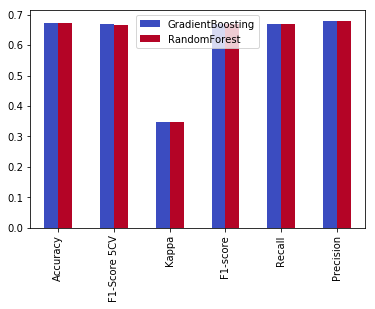 GradientBoosting
RandomForest
0.7
0.6
0.5
0.4
0.3
0.2
0.1
0.0
Accuracy
F1-Score 5CV
Kappa
F1-score
Recall
Precision